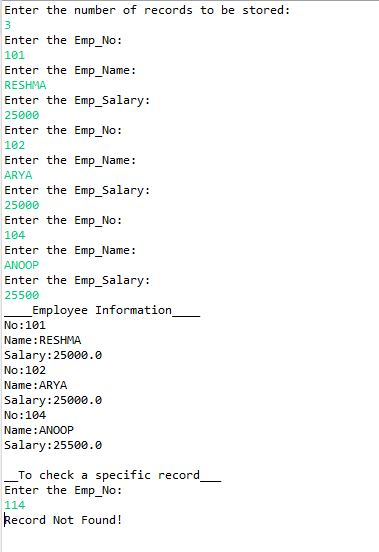 Enter the number of records to be stored:
3
Enter the Emp_No:
101
Enter the Emp_Name:
RESHMA
Enter the Emp_Salary:
25000
Enter the Emp_No:
102
Enter the Emp_Name:
ARYA
Enter the Emp_Salary:
25000
Enter the Emp_No:
104
Enter the Emp_Name:
ANOOP
Enter the Emp_Salary:
25500
____Employee Information____
No:101
Name:RESHMA
Salary:25000.0
No:102
Name:ARYA
Salary:25000.0
No:104
Name:ANOOP
Salary:25500.0
__To check a specific record___
Enter the Emp_No:
114
Record Not Found!